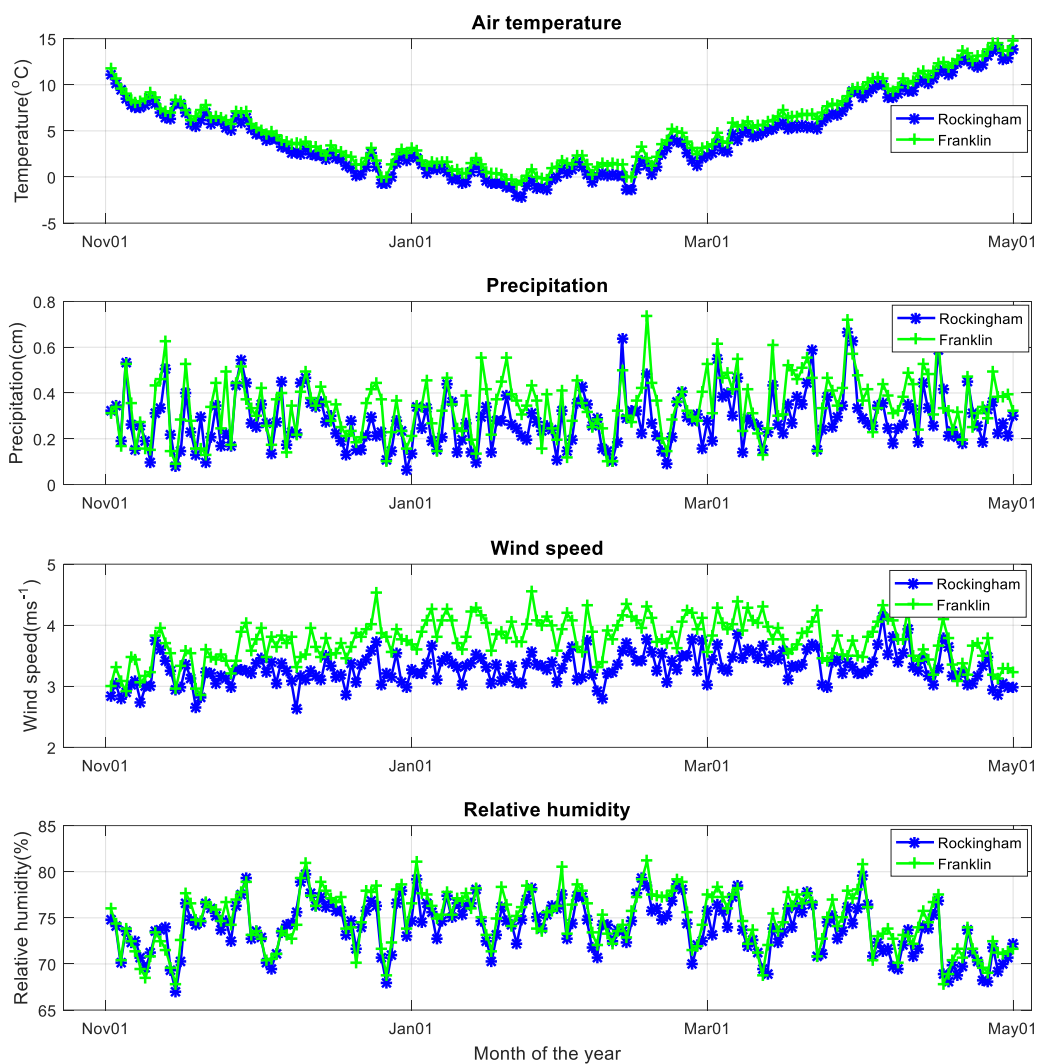 Air temperature
15
10
5
0
-5
Temperature(°C)
Rockingham
Franklin
Nov01 Jan01 Mar01 May01
Precipitation
0.8
0.6
0.4
0.2
0
Precipitation(cm)
Rockingham
Franklin
Nov01 Jan01 Mar01 May01
Wind speed
5
4
3
2
Wind speed(ms⁻¹)
Rockingham
Franklin
Nov01 Jan01 Mar01 May01
Relative humidity
85
80
75
70
65
Relative humidity(%)
Rockingham
Franklin
Nov01 Jan01 Mar01 May01
Month of the year